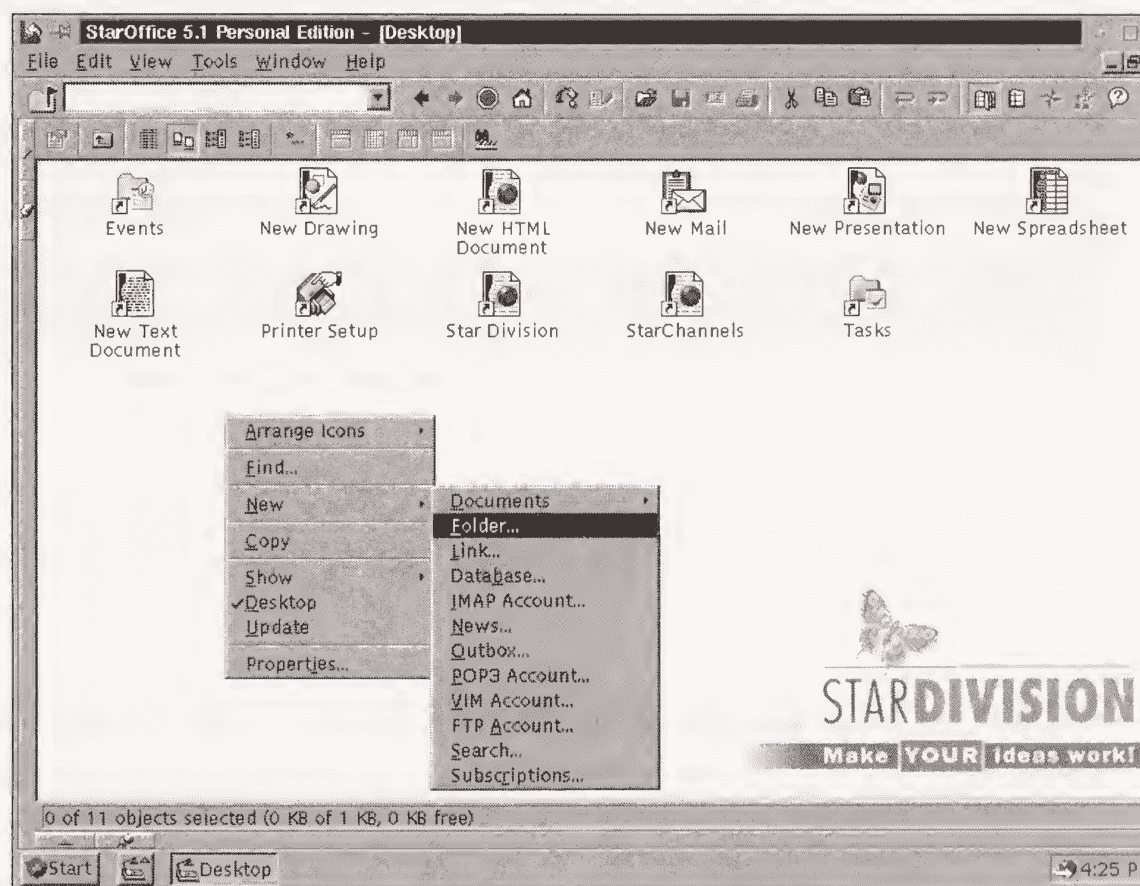 StarOffice 5.1 Personal Edition - [Desktop]
File Edit View Tools Window Help
Events New Drawing New HTML Document New Mail New Presentation New Spreadsheet
New Text Document Printer Setup Star Division StarChannels Tasks
Arrange Icons
Find...
New
Copy
Show
Desktop
Update
Properties...
Documents
Folder...
Link...
Database...
IMAP Account...
News...
Outbox...
POP3 Account...
VIM Account...
FTP Account...
Search...
Subscriptions...
STARDIVISION
Make YOUR ideas work!
0 of 11 objects selected (0 KB of 1 KB, 0 KB free)
Start Desktop 4:25 P